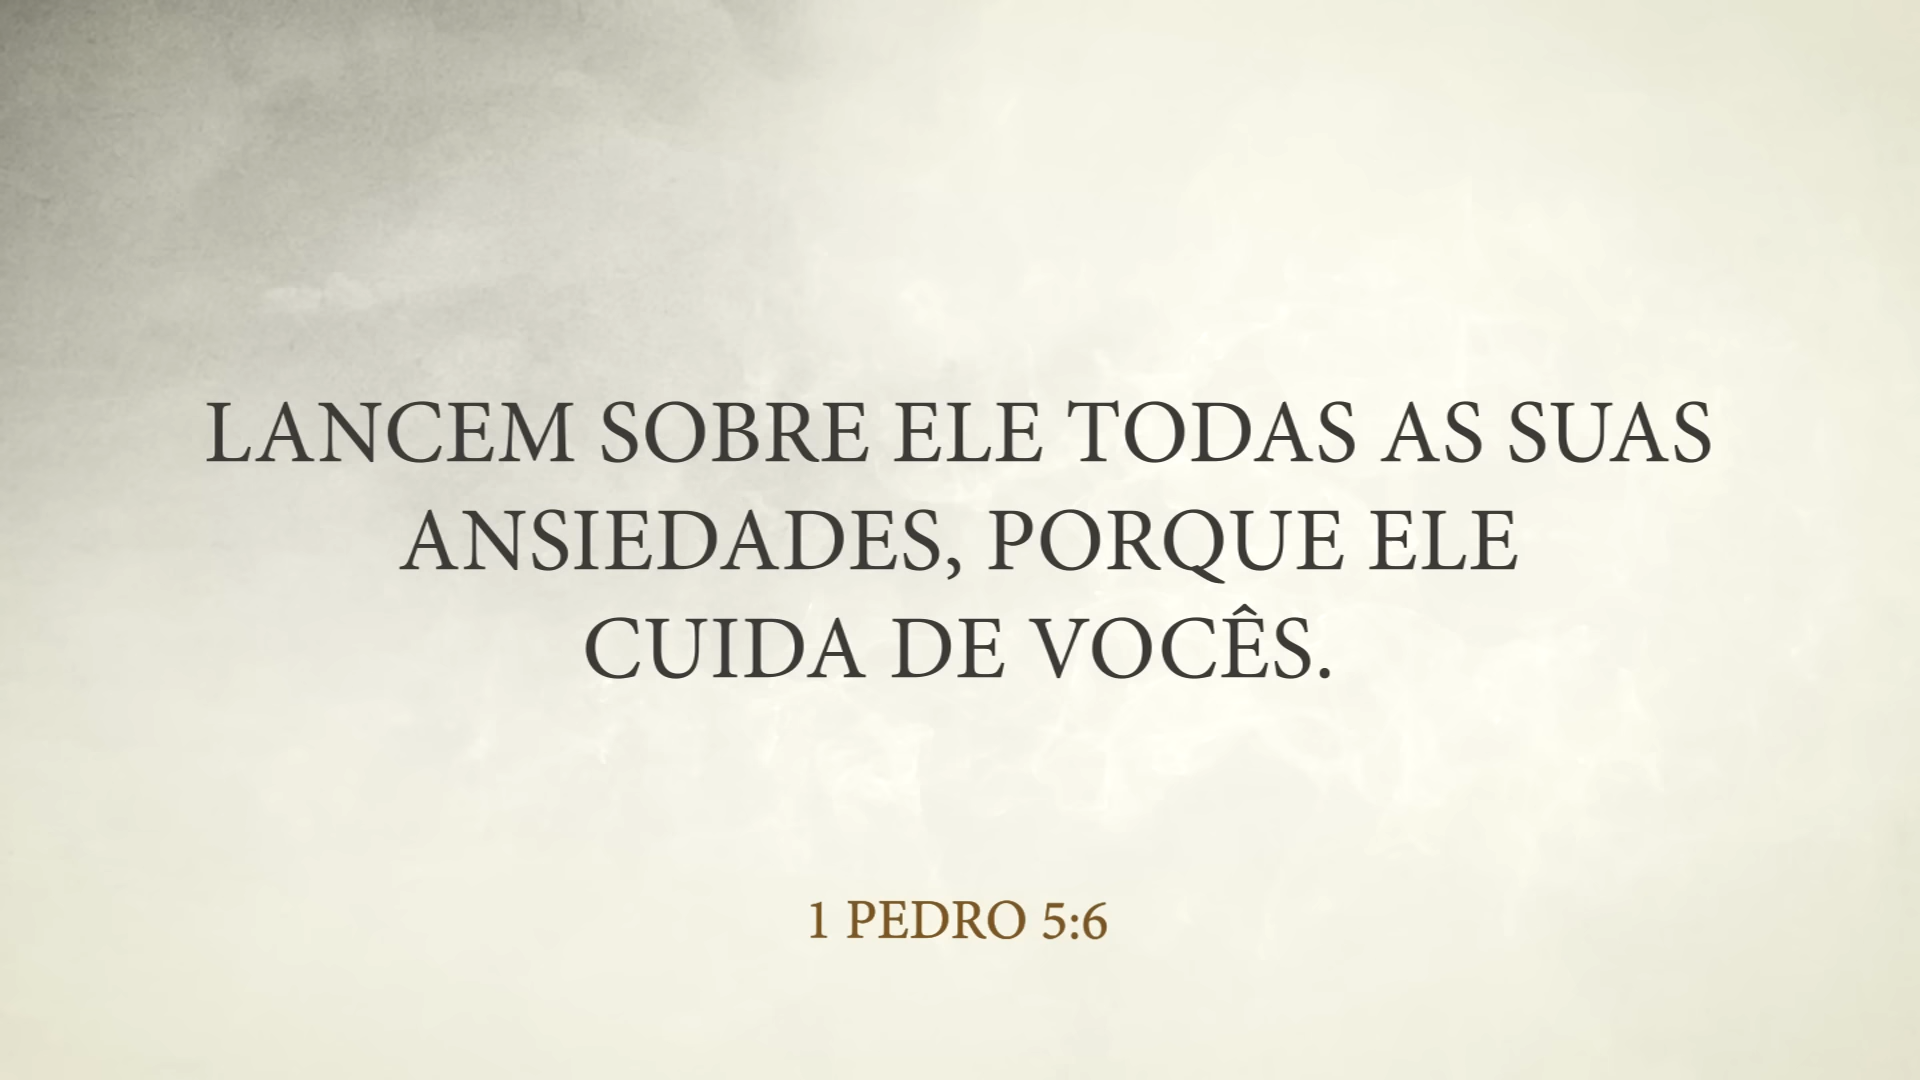 LANCEM SOBRE ELE TODAS AS SUAS
ANSIEDADES, PORQUE ELE
CUIDA DE VOCÊS.
1 PEDRO 5:6